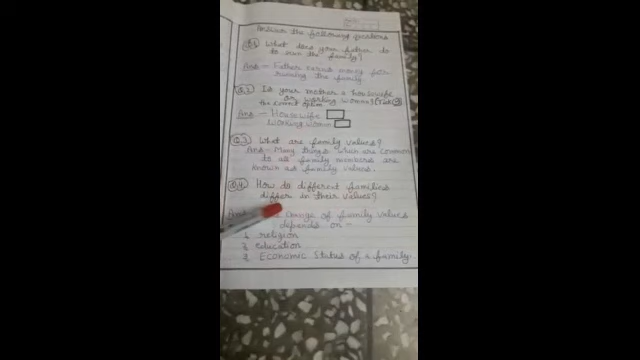 Answer the following questions
Q.1. What does your father do
to run the family?
Ans - Father earns money for
running the family.
Q.2. Is your mother a housewife
or working woman? (Tick
the correct option
Ans - Housewife
Working woman
Q.3. What are family values?
Ans - Many things which are common
to all family members are
known as family values.
Q.4. How do different families
differ in their values?
Ans of family values
depends on -
1. religion
2. education
3. Economic Status of a family.